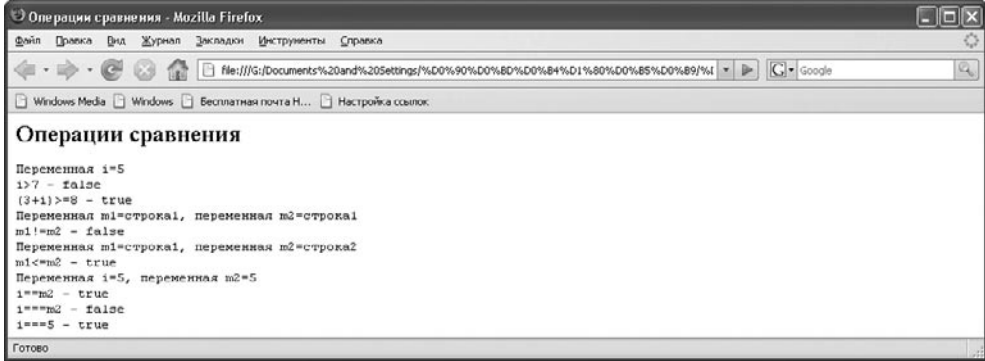 Операции сравнения - Mozilla Firefox
Файл Правка Вид Журнал Закладки Инструменты Справка
file:///G:/Documents%20and%20Settings/%D0%90%D0%BD%D0%B4%D1%80%D0%B5%D0%B9/%I Google
Windows Media Windows Бесплатная почта H... Настройка ссылок
Операции сравнения
Переменная i=5
i>7 - false
(3+i)>=8 - true
Переменная m1=строка1, переменная m2=строка1
m1!=m2 - false
Переменная m1=строка1, переменная m2=строка2
m1<=m2 - true
Переменная i=5, переменная m2=5
i==m2 - true
i===m2 - false
i===5 - true
Готово